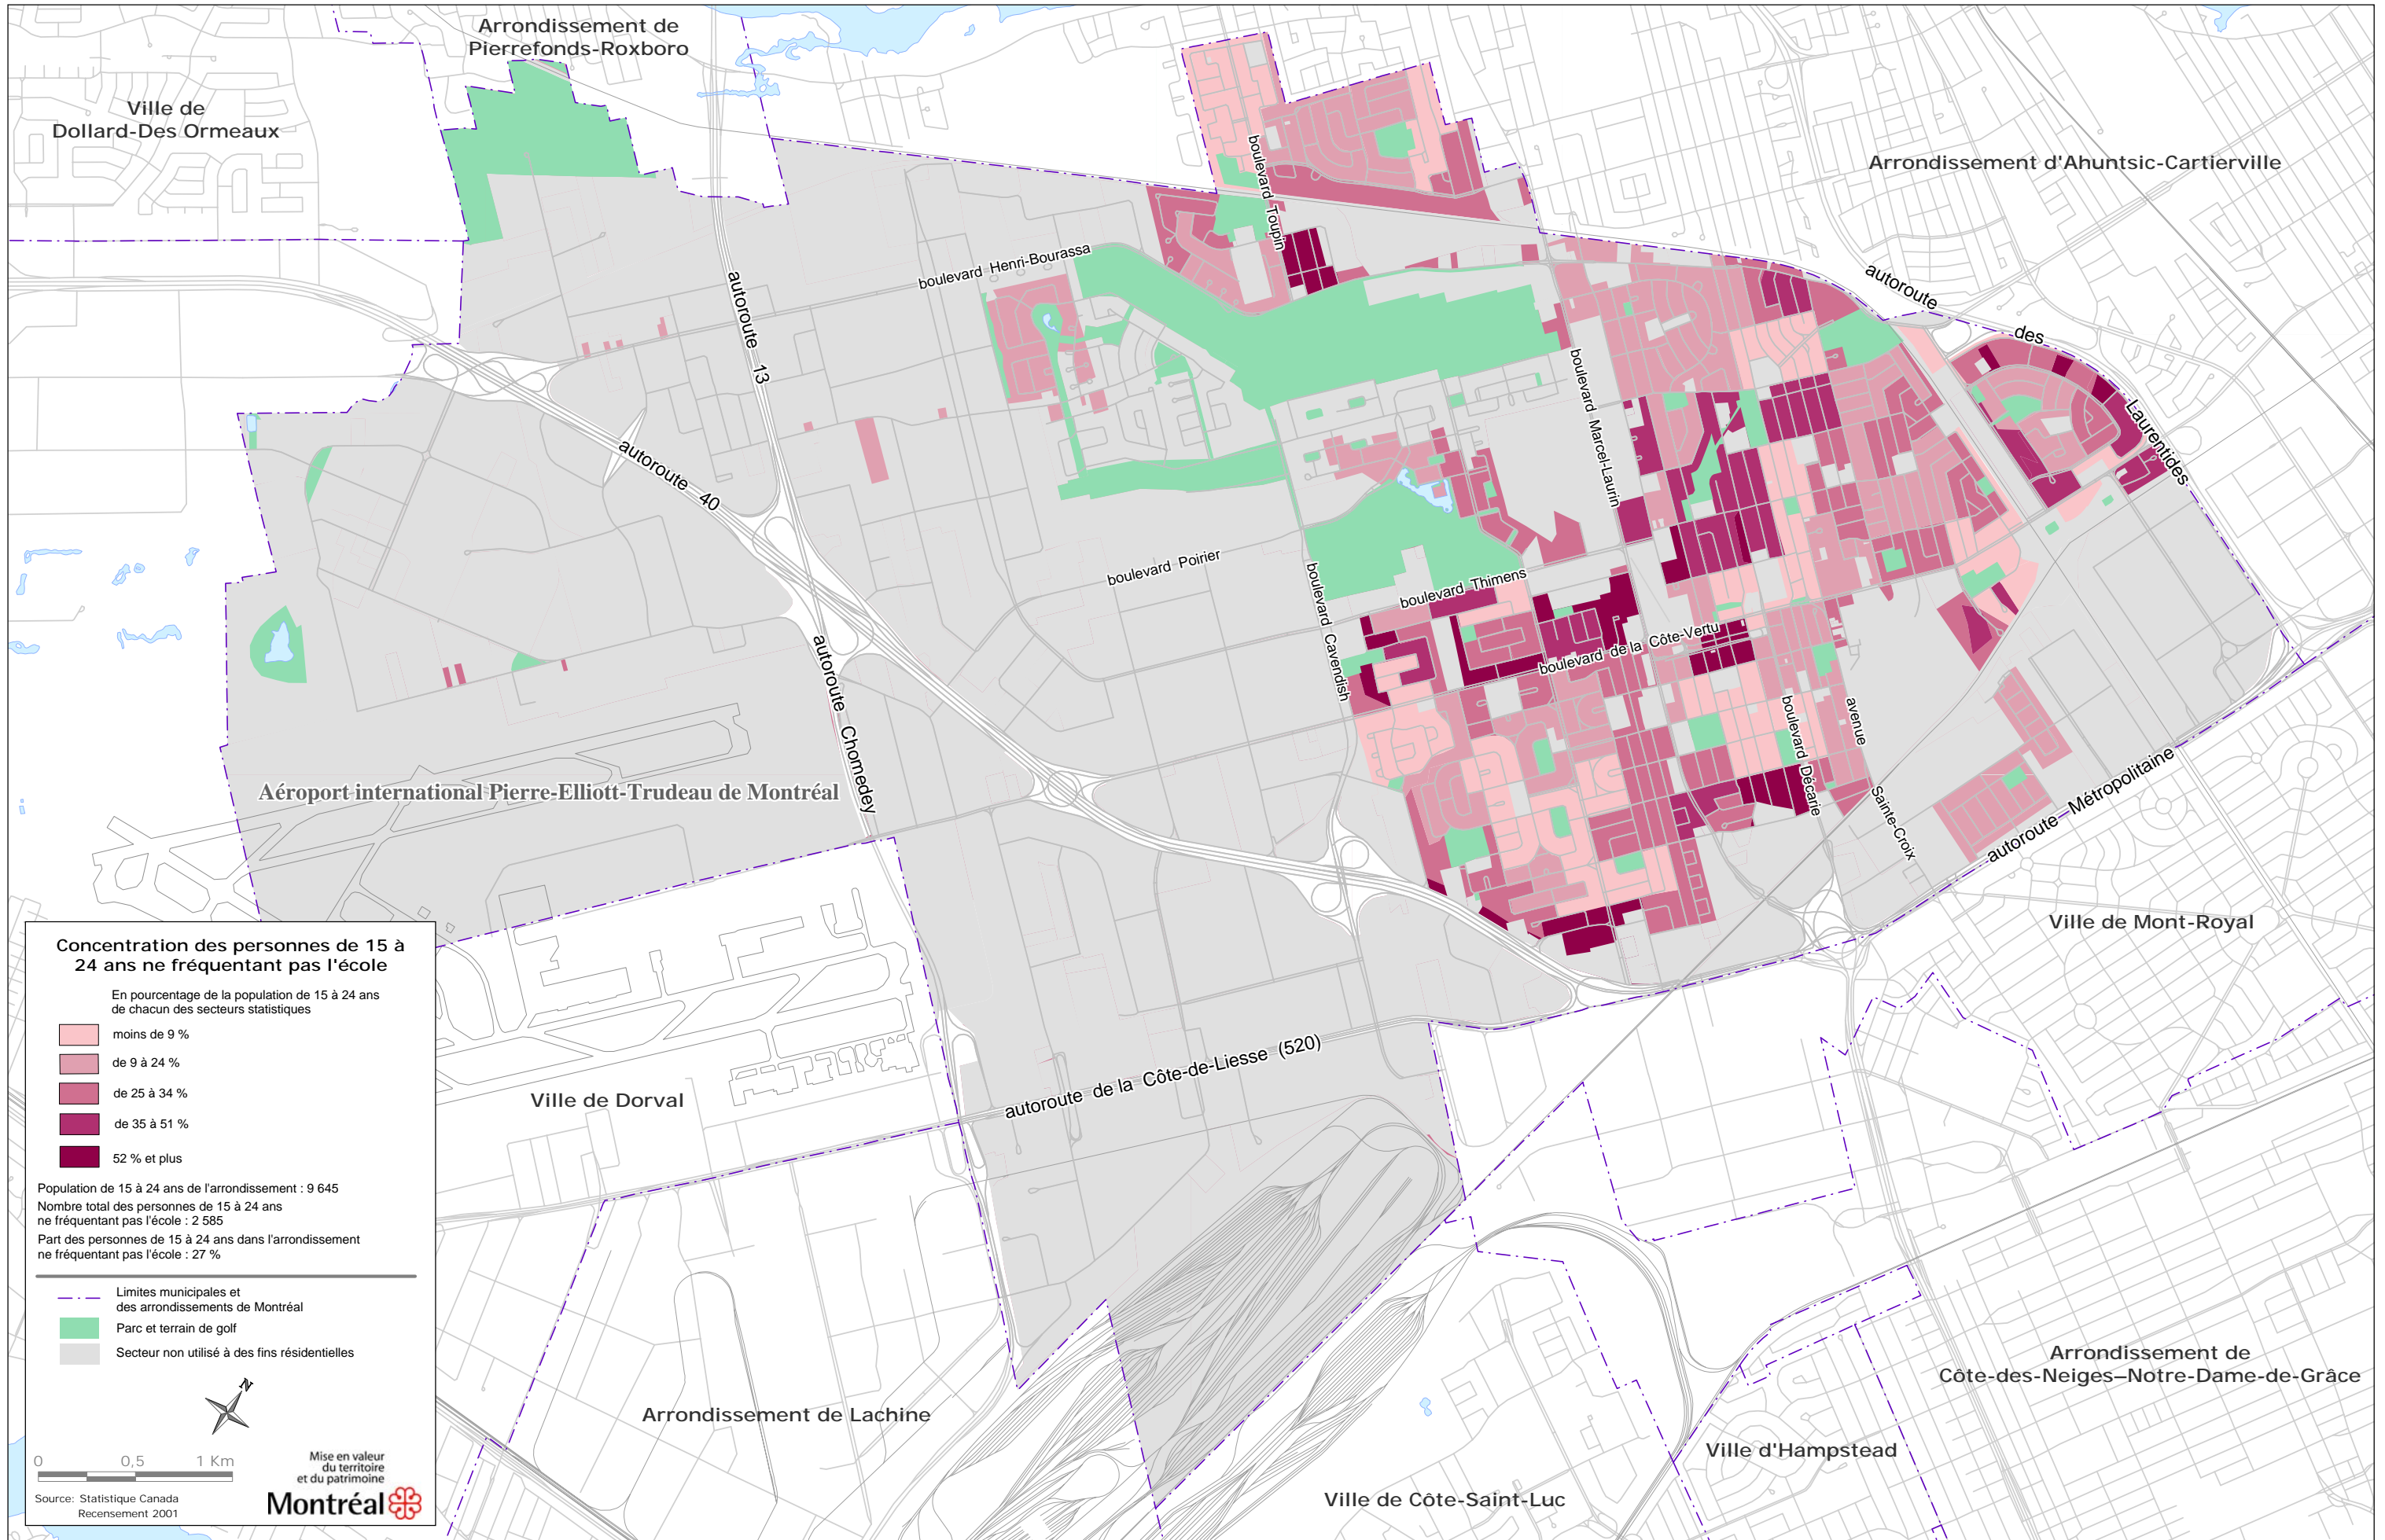 Arrondissement de
Pierrefonds-Roxboro
Ville de
Dollard-Des Ormeaux
Arrondissement d'Ahuntsic-Cartierville
boulevard Toupin
boulevard Henri-Bourassa
autoroute 13
autoroute
des
Laurentides
boulevard Marcel-Laurin
autoroute 40
boulevard Poirier
boulevard Cavendish
boulevard Thimens
boulevard de la Côte-Vertu
autoroute Chomedey
boulevard Décarie
avenue
Sainte-Croix
autoroute Métropolitaine
Aéroport international Pierre-Elliott-Trudeau de Montréal
Ville de Mont-Royal
autoroute de la Côte-de-Liesse (520)
Ville de Dorval
Arrondissement de Lachine
Ville de Côte-Saint-Luc
Ville d'Hampstead
Arrondissement de
Côte-des-Neiges–Notre-Dame-de-Grâce
Concentration des personnes de 15 à
24 ans ne fréquentant pas l'école
En pourcentage de la population de 15 à 24 ans
de chacun des secteurs statistiques
moins de 9 %
de 9 à 24 %
de 25 à 34 %
de 35 à 51 %
52 % et plus
Population de 15 à 24 ans de l'arrondissement : 9 645
Nombre total des personnes de 15 à 24 ans
ne fréquentant pas l'école : 2 585
Part des personnes de 15 à 24 ans dans l'arrondissement
ne fréquentant pas l'école : 27 %
Limites municipales et
des arrondissements de Montréal
Parc et terrain de golf
Secteur non utilisé à des fins résidentielles
N
0 0,5 1 Km
Source: Statistique Canada
Recensement 2001
Mise en valeur
du territoire
et du patrimoine
Montréal